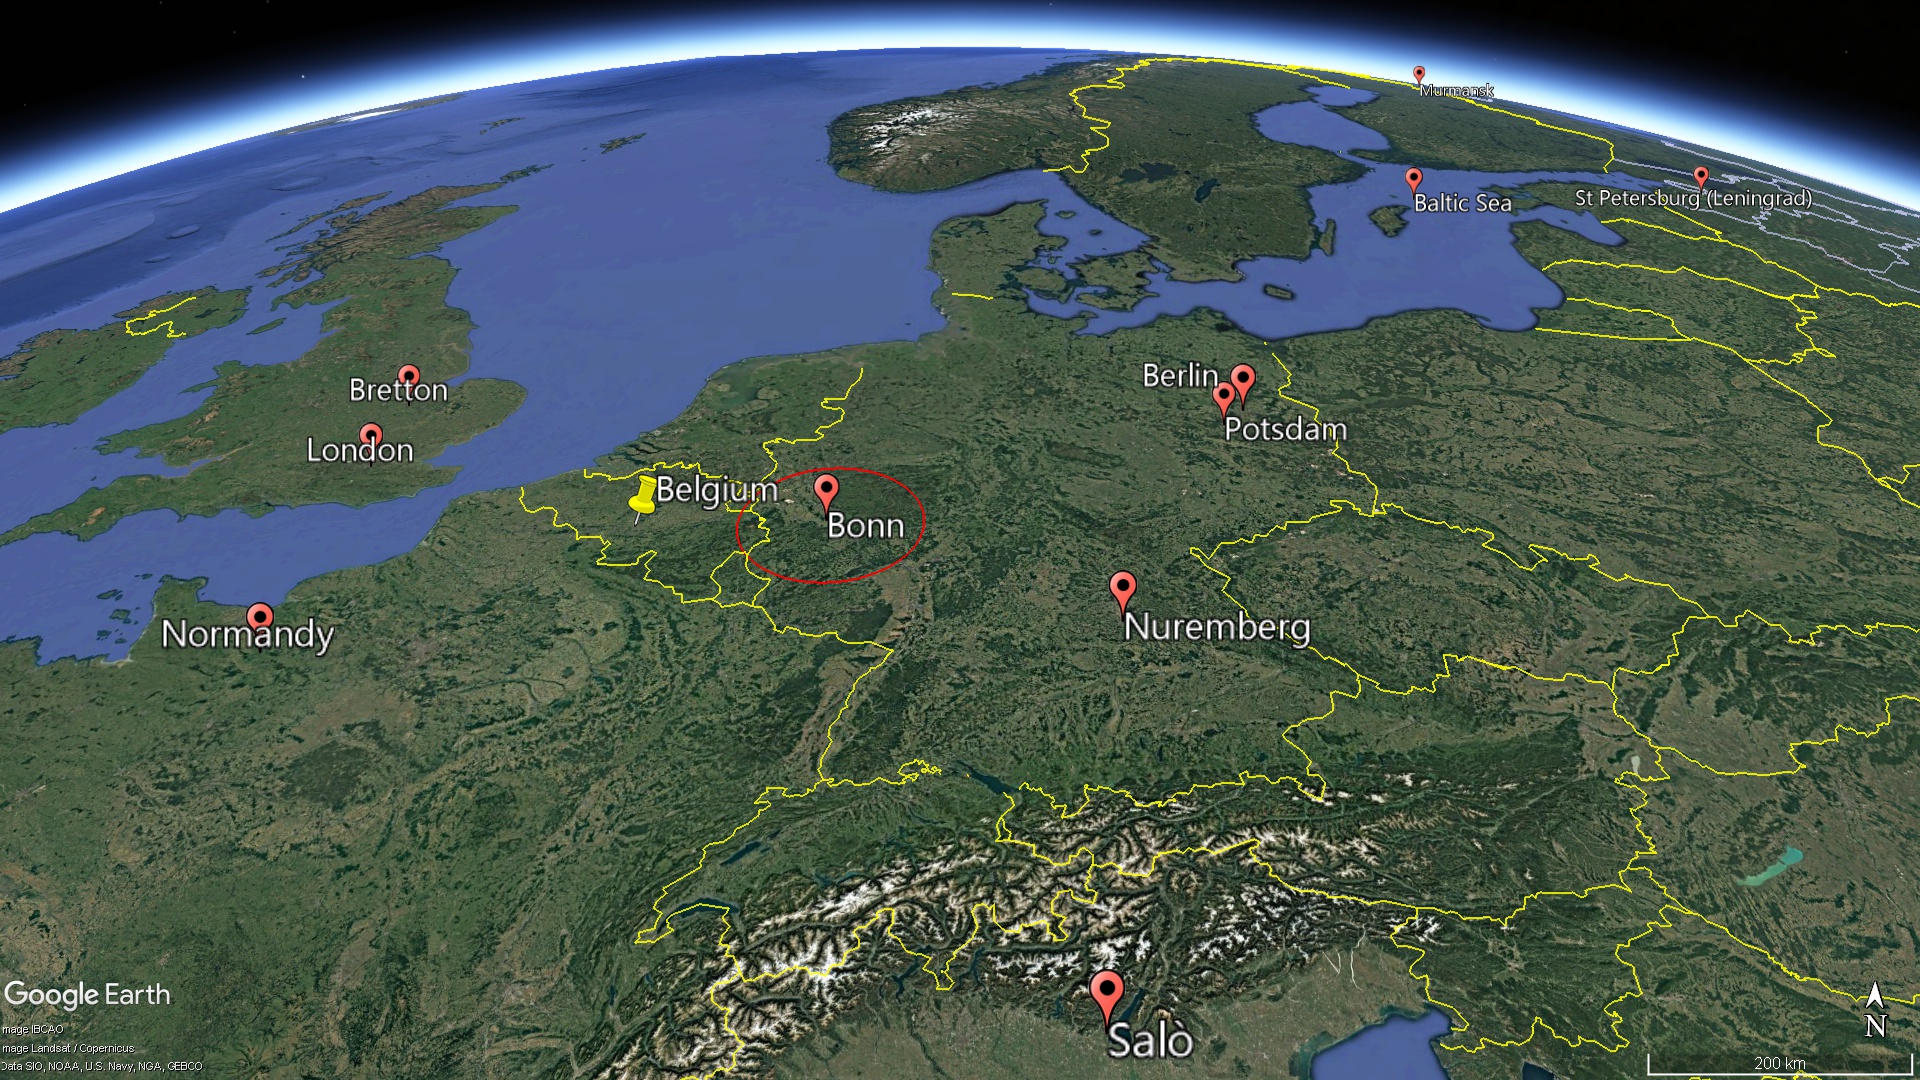 Murmansk
Baltic Sea
St Petersburg (Leningrad)
Bretton
London
Berlin
Potsdam
Belgium
Bonn
Nuremberg
Normandy
Salò
Google Earth
mage IBCAO
mage Landsat / Copernicus
Data SIO, NOAA, U.S. Navy, NGA, GEBCO
N
200 km